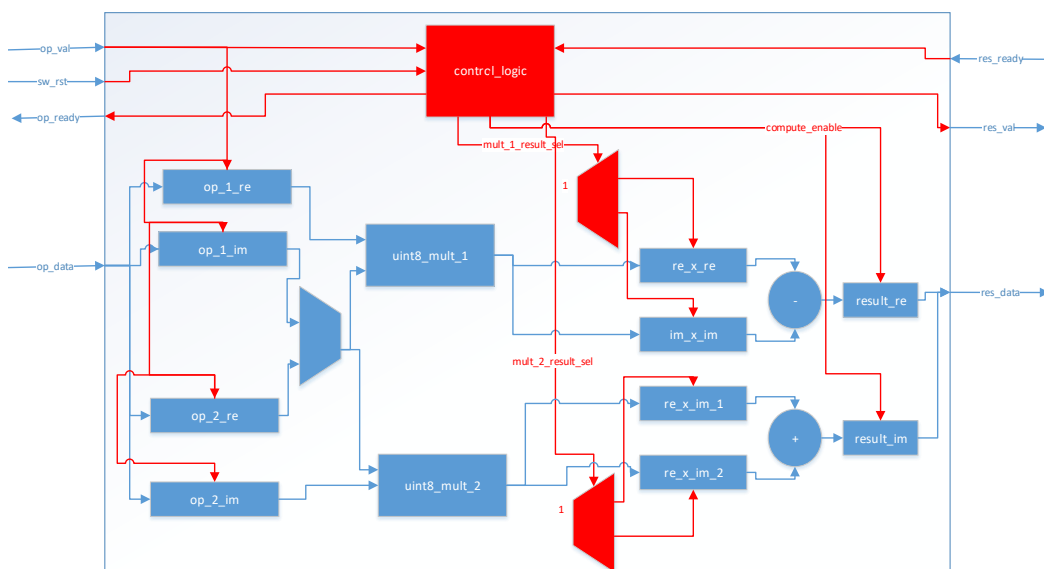 op_val
control_logic
res_ready
sw_rst
op_ready
compute_enable
res_val
mult_1_result_sel
1
op_1_re
op_1_im
uint8_mult_1
op_data
re_x_re
-
result_re
res_data
im_x_im
mult_2_result_sel
re_x_im_1
op_2_re
+
result_im
re_x_im_2
uint8_mult_2
op_2_im
1